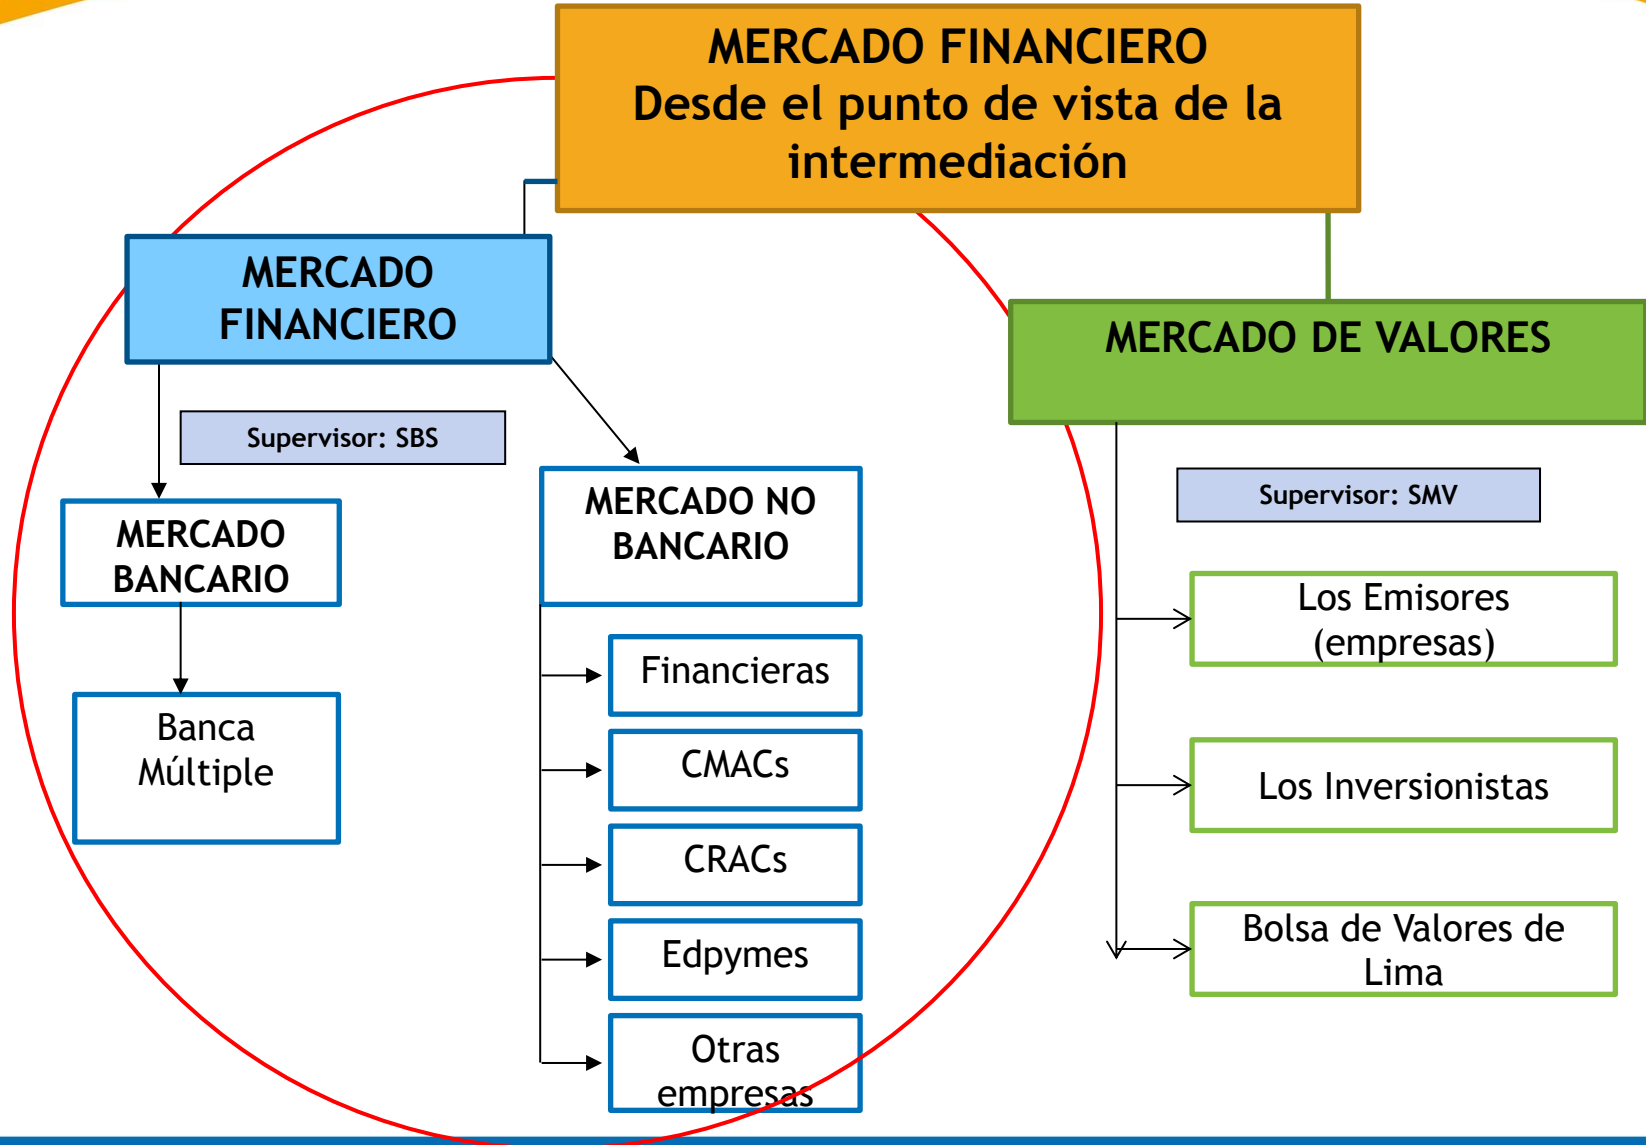 MERCADO FINANCIERO
Desde el punto de vista de la
intermediación
MERCADO
FINANCIERO
MERCADO DE VALORES
Supervisor: SBS
MERCADO
BANCARIO
Banca
Múltiple
MERCADO NO
BANCARIO
Financieras
CMACs
CRACs
Edpymes
Otras
empresas
Supervisor: SMV
Los Emisores
(empresas)
Los Inversionistas
Bolsa de Valores de
Lima